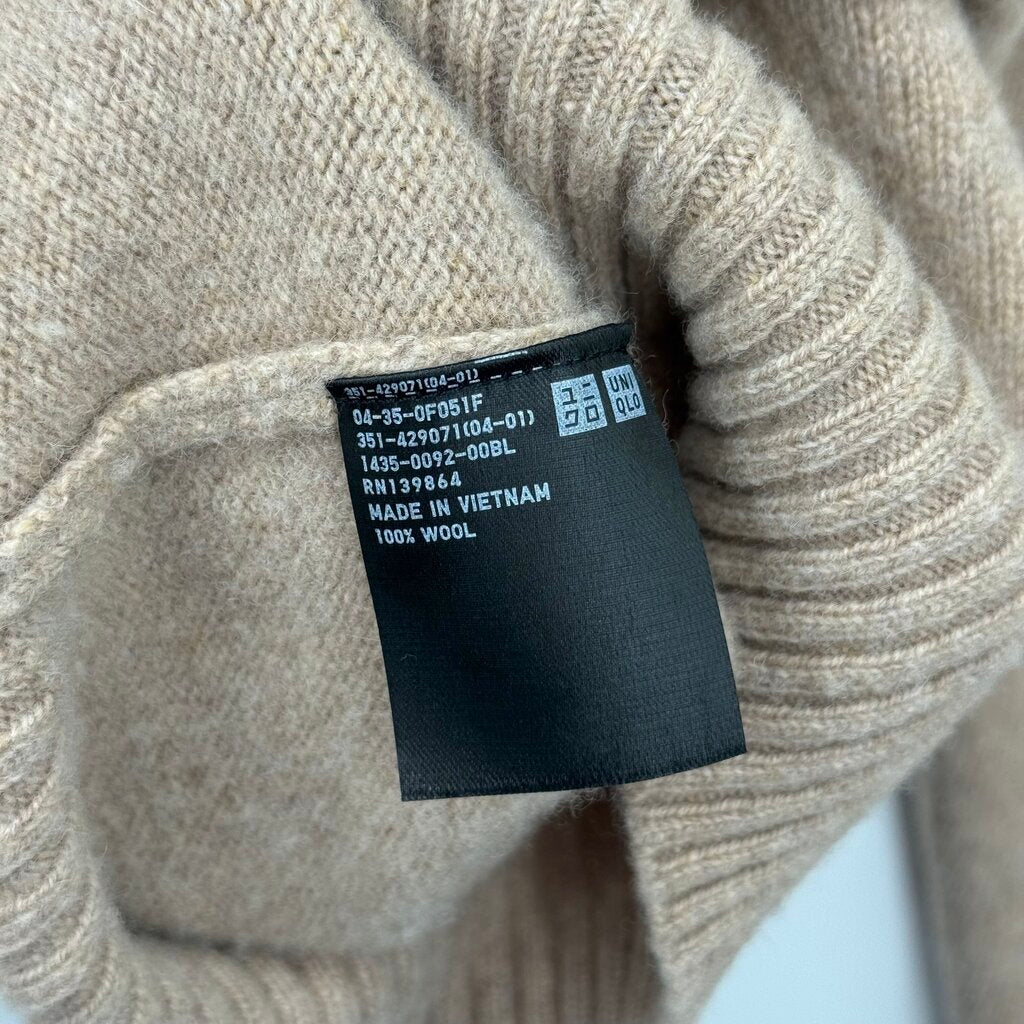 351-429071(04-01)
04-35-0F051F
351-429071(04-01)
1435-0092-00BL
RN139864
MADE IN VIETNAM
100% WOOL
ユニ
クロ
UNI
QLO